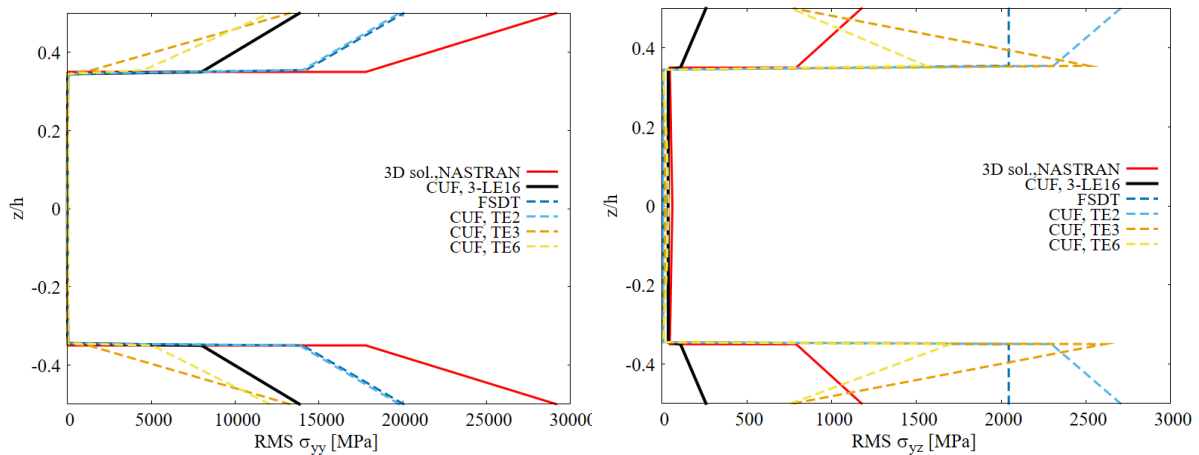 0.4
0.2
0
-0.2
-0.4
z/h
3D sol.,NASTRAN
CUF, 3-LE16
FSDT
CUF, TE2
CUF, TE3
CUF, TE6
0 5000 10000 15000 20000 25000 30000
RMS σyy [MPa]
0.4
0.2
0
-0.2
-0.4
z/h
3D sol.,NASTRAN
CUF, 3-LE16
FSDT
CUF, TE2
CUF, TE3
CUF, TE6
0 500 1000 1500 2000 2500 3000
RMS σyz [MPa]